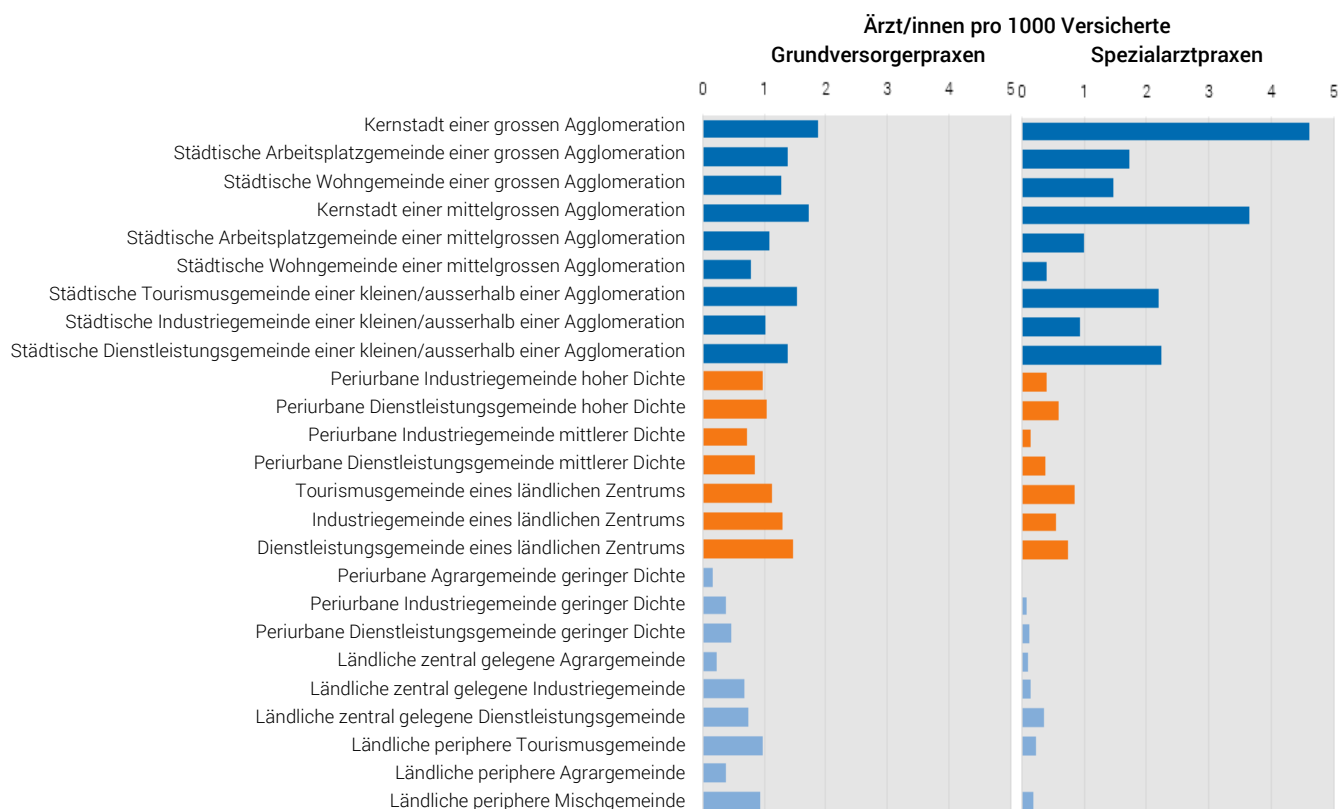 Ärzt/innen pro 1000 Versicherte
Grundversorgerpraxen Spezialarztpraxen
0 1 2 3 4 5 0 1 2 3 4 5
Kernstadt einer grossen Agglomeration
Städtische Arbeitsplatzgemeinde einer grossen Agglomeration
Städtische Wohngemeinde einer grossen Agglomeration
Kernstadt einer mittelgrossen Agglomeration
Städtische Arbeitsplatzgemeinde einer mittelgrossen Agglomeration
Städtische Wohngemeinde einer mittelgrossen Agglomeration
Städtische Tourismusgemeinde einer kleinen/ausserhalb einer Agglomeration
Städtische Industriegemeinde einer kleinen/ausserhalb einer Agglomeration
Städtische Dienstleistungsgemeinde einer kleinen/ausserhalb einer Agglomeration
Periurbane Industriegemeinde hoher Dichte
Periurbane Dienstleistungsgemeinde hoher Dichte
Periurbane Industriegemeinde mittlerer Dichte
Periurbane Dienstleistungsgemeinde mittlerer Dichte
Tourismusgemeinde eines ländlichen Zentrums
Industriegemeinde eines ländlichen Zentrums
Dienstleistungsgemeinde eines ländlichen Zentrums
Periurbane Agrargemeinde geringer Dichte
Periurbane Industriegemeinde geringer Dichte
Periurbane Dienstleistungsgemeinde geringer Dichte
Ländliche zentral gelegene Agrargemeinde
Ländliche zentral gelegene Industriegemeinde
Ländliche zentral gelegene Dienstleistungsgemeinde
Ländliche periphere Tourismusgemeinde
Ländliche periphere Agrargemeinde
Ländliche periphere Mischgemeinde